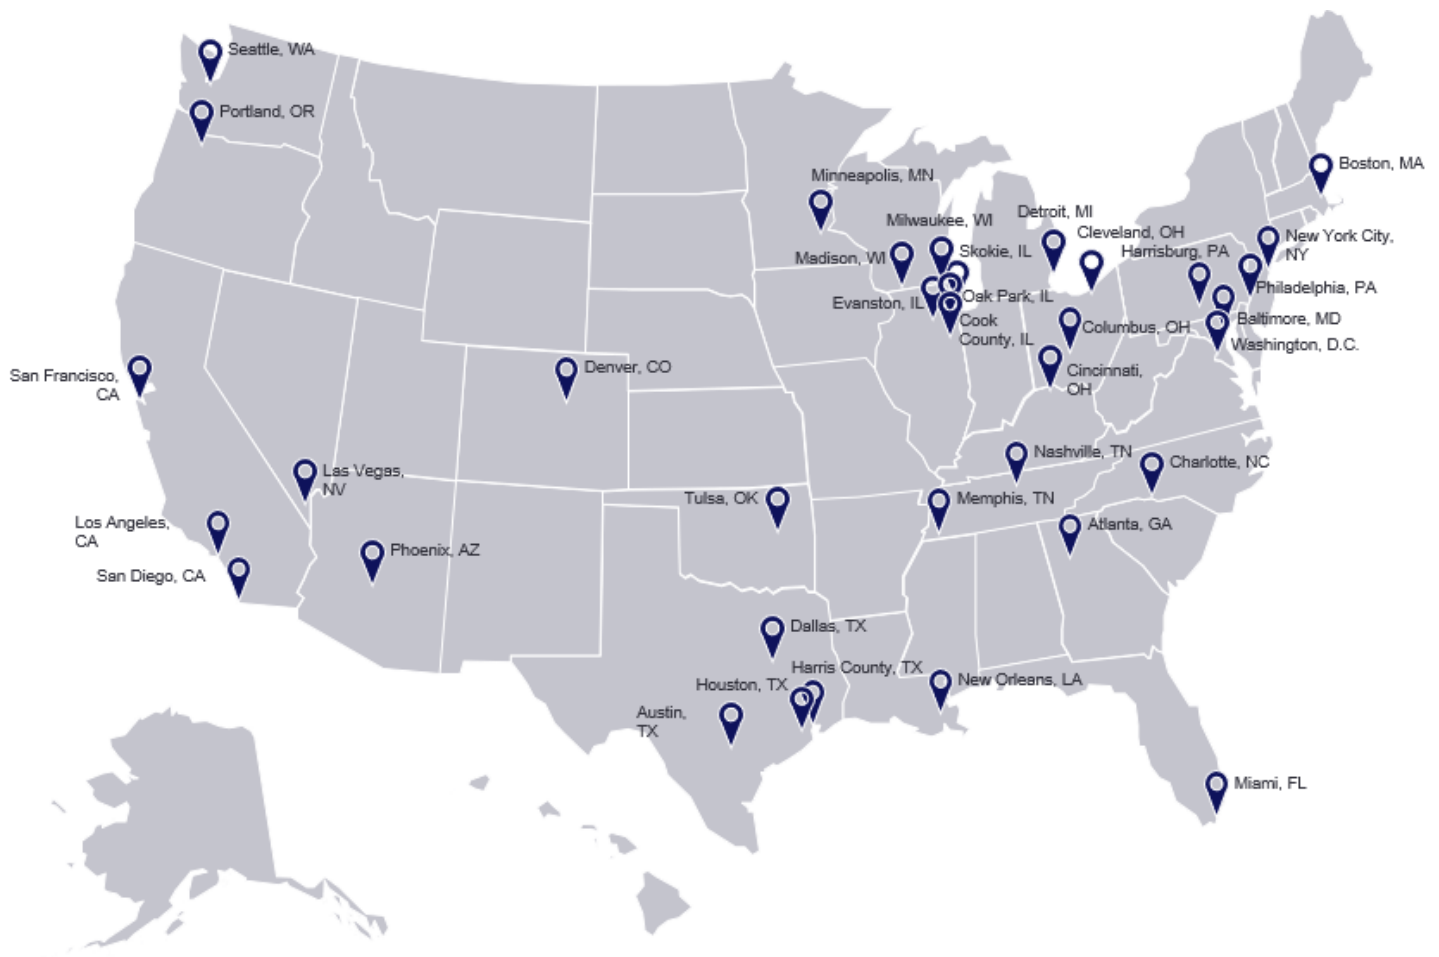 Seattle, WA
Portland, OR
Boston, MA
Minneapolis, MN
Milwaukee, WI
Detroit, MI
Cleveland, OH
New York City,
NY
Madison, WI
Skokie, IL
Harrisburg, PA
Evanston, IL
Oak Park, IL
Philadelphia, PA
Cook
County, IL
Columbus, OH
Baltimore, MD
Washington, D.C.
San Francisco,
CA
Denver, CO
Cincinnati,
OH
Las Vegas,
NV
Nashville, TN
Charlotte, NC
Tulsa, OK
Memphis, TN
Los Angeles,
CA
Atlanta, GA
Phoenix, AZ
San Diego, CA
Dallas, TX
Harris County, TX
Houston, TX
New Orleans, LA
Austin,
TX
Miami, FL